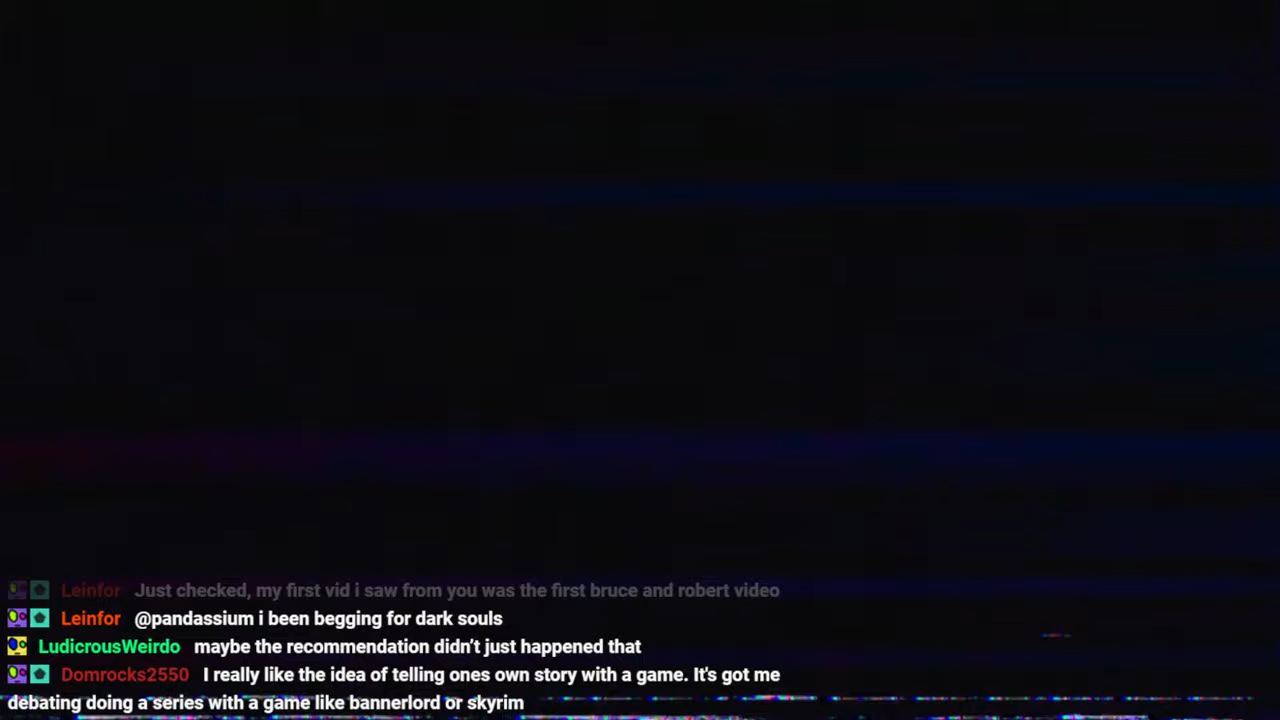 Leinfor Just checked, my first vid i saw from you was the first bruce and robert video
Leinfor @pandassium i been begging for dark souls
LudicrousWeirdo maybe the recommendation didn't just happened that
Domrocks2550 I really like the idea of telling ones own story with a game. It's got me
debating doing a series with a game like bannerlord or skyrim